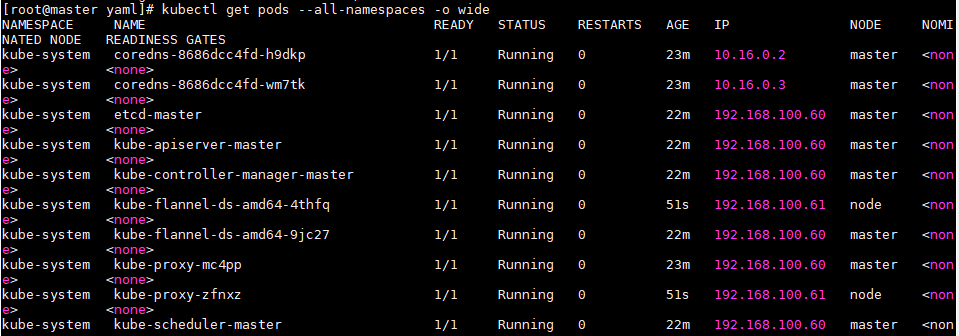 [root@master yaml]# kubectl get pods --all-namespaces -o wide
NAMESPACE     NAME                                    READY   STATUS    RESTARTS   AGE   IP               NODE     NOMI
NATED NODE   READINESS GATES
kube-system   coredns-8686dcc4fd-h9dkp                1/1     Running   0          23m   10.16.0.2        master   <non
e>           <none>
kube-system   coredns-8686dcc4fd-wm7tk                1/1     Running   0          23m   10.16.0.3        master   <non
e>           <none>
kube-system   etcd-master                             1/1     Running   0          22m   192.168.100.60   master   <non
e>           <none>
kube-system   kube-apiserver-master                   1/1     Running   0          22m   192.168.100.60   master   <non
e>           <none>
kube-system   kube-controller-manager-master          1/1     Running   0          22m   192.168.100.60   master   <non
e>           <none>
kube-system   kube-flannel-ds-amd64-4thfq             1/1     Running   0          51s   192.168.100.61   node     <non
e>           <none>
kube-system   kube-flannel-ds-amd64-9jc27             1/1     Running   0          22m   192.168.100.60   master   <non
e>           <none>
kube-system   kube-proxy-mc4pp                        1/1     Running   0          23m   192.168.100.60   master   <non
e>           <none>
kube-system   kube-proxy-zfnxz                        1/1     Running   0          51s   192.168.100.61   node     <non
e>           <none>
kube-system   kube-scheduler-master                   1/1     Running   0          22m   192.168.100.60   master   <non